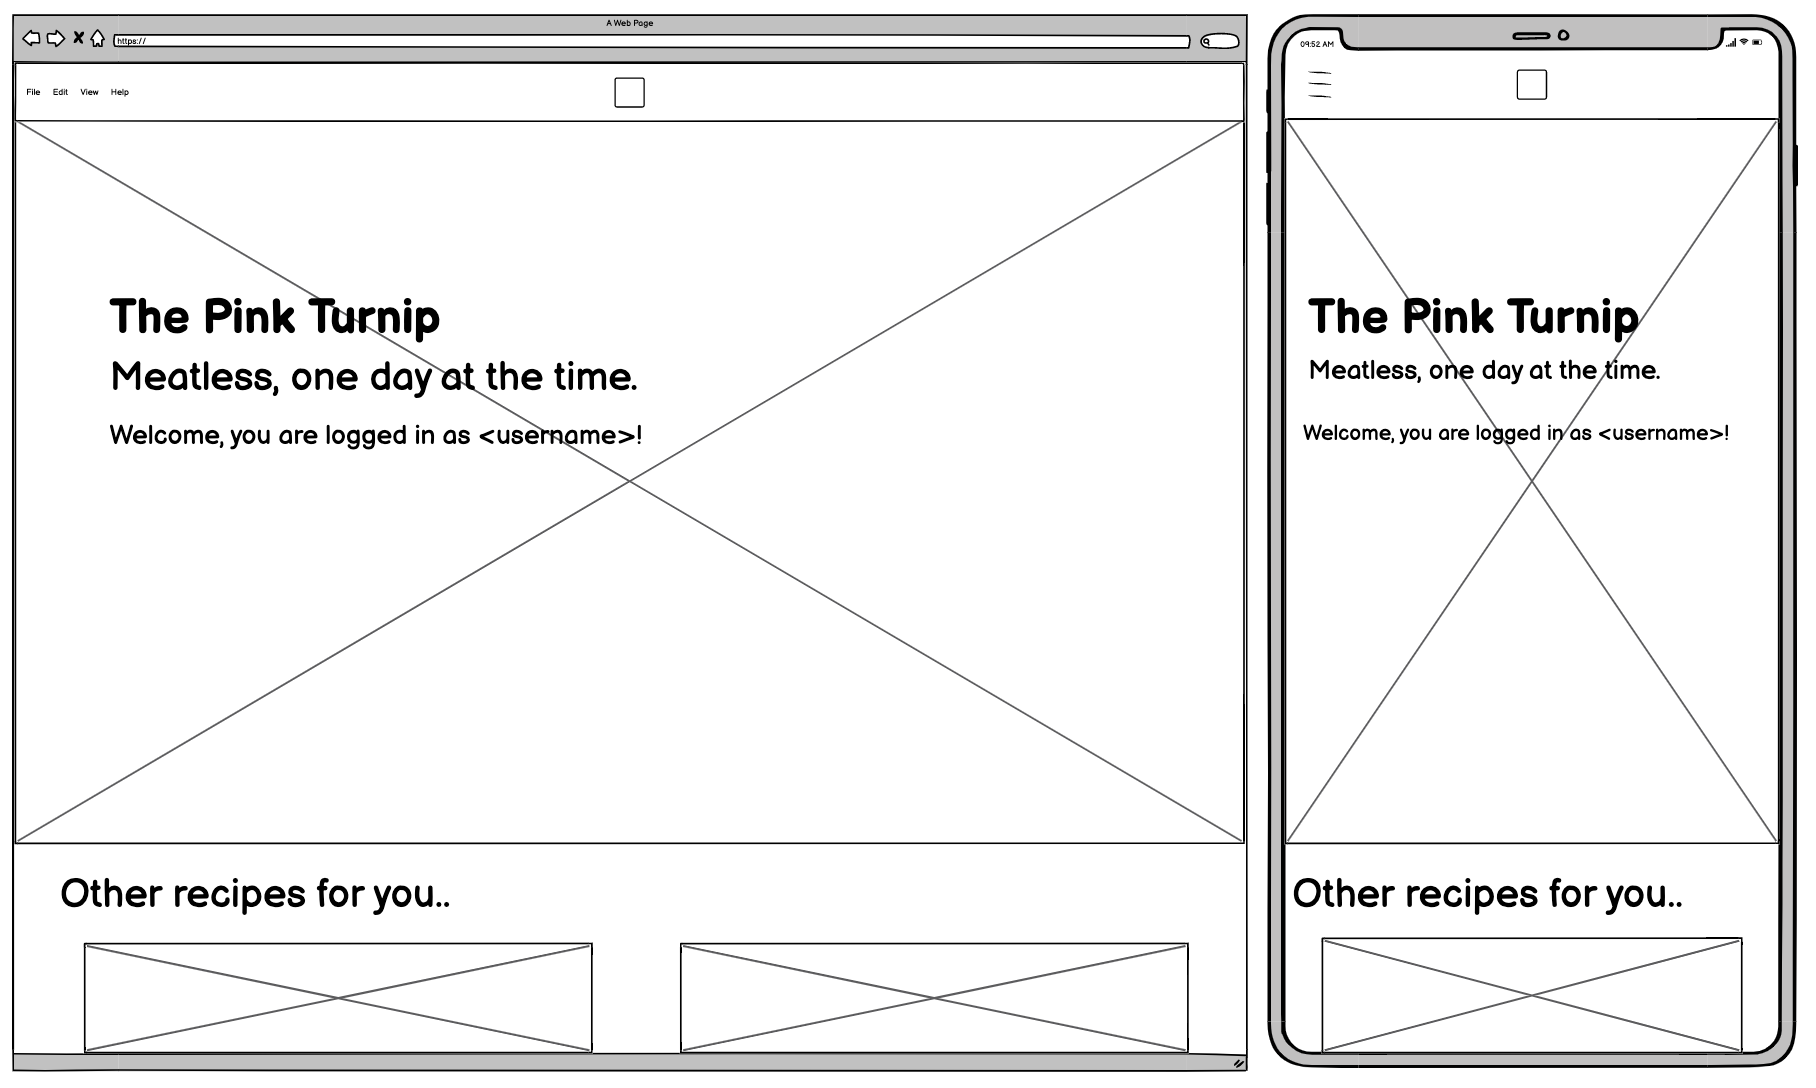 A Web Page
https://
File Edit View Help
The Pink Turnip
Meatless, one day at the time.
Welcome, you are logged in as <username>!
Other recipes for you..
09:52 AM
The Pink Turnip
Meatless, one day at the time.
Welcome, you are logged in as <username>!
Other recipes for you..